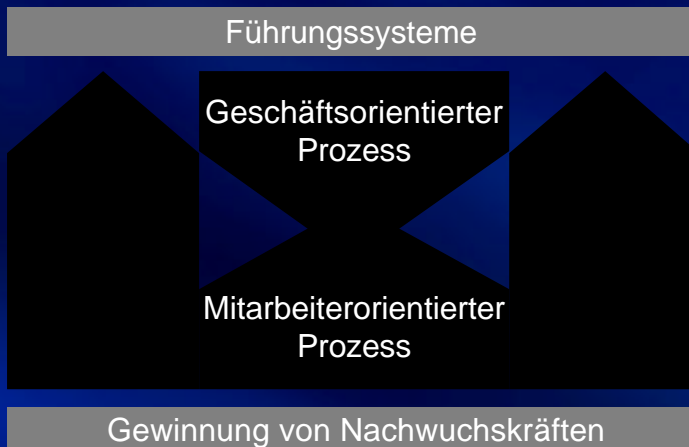 Führungssysteme
Geschäftsorientierter
Prozess
Mitarbeiterorientierter
Prozess
Gewinnung von Nachwuchskräften